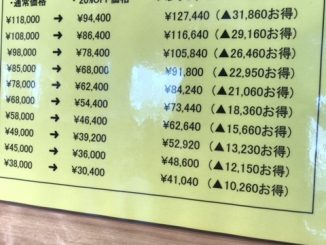 ・通常価格 20%OFF価格
¥118,000 → ¥94,400 ¥127,440 (▲31,860お得)
¥108,000 → ¥86,400 ¥116,640 (▲29,160お得)
¥98,000 → ¥78,400 ¥105,840 (▲26,460お得)
¥85,000 → ¥68,000 ¥91,800 (▲22,950お得)
¥78,000 → ¥62,400 ¥84,240 (▲21,060お得)
¥68,000 → ¥54,400 ¥73,440 (▲18,360お得)
¥58,000 → ¥46,400 ¥62,640 (▲15,660お得)
¥49,000 → ¥39,200 ¥52,920 (▲13,230お得)
¥45,000 → ¥36,000 ¥48,600 (▲12,150お得)
¥38,000 → ¥30,400 ¥41,040 (▲10,260お得)